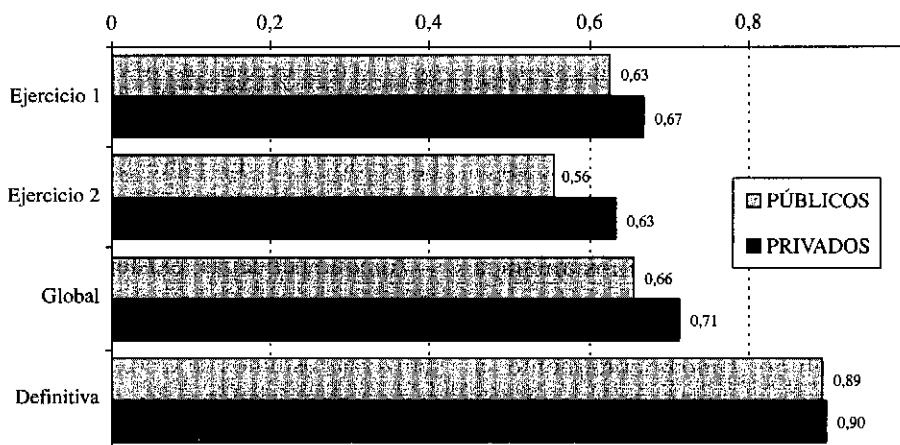 0 0,2 0,4 0,6 0,8
Ejercicio 1
0,63
0,67
Ejercicio 2
0,56
0,63
PÚBLICOS
PRIVADOS
Global
0,66
0,71
Definitiva
0,89
0,90